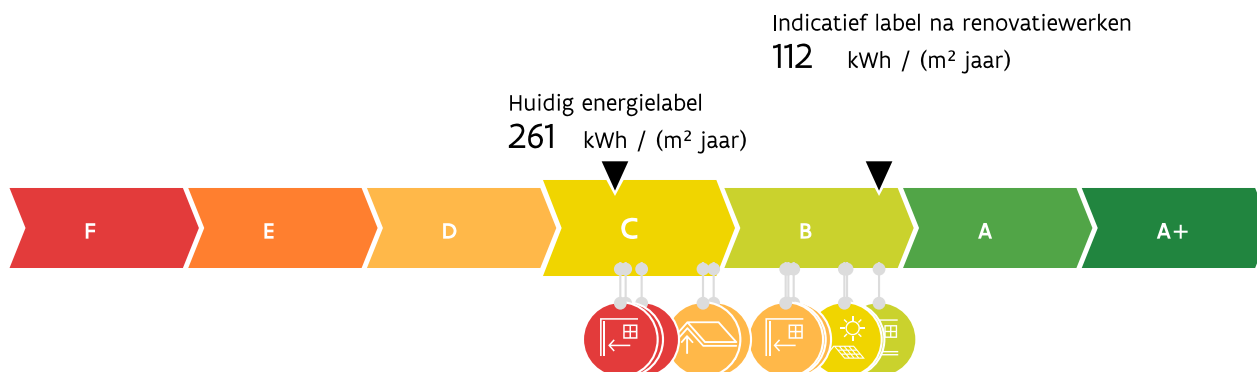 Indicatief label na renovatiewerken
112 kWh / (m² jaar)
Huidig energielabel
261 kWh / (m² jaar)
F E D C B A A+